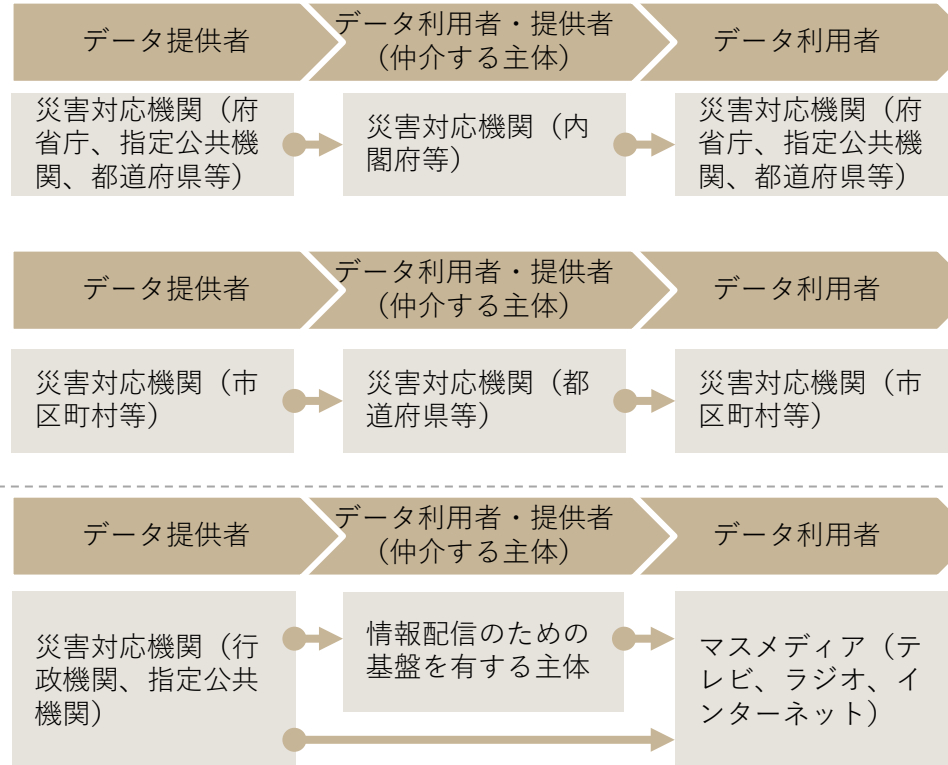 データ提供者
データ利用者・提供者
（仲介する主体）
データ利用者
災害対応機関（府
省庁、指定公共機
関、都道府県等）
災害対応機関（内
閣府等）
災害対応機関（府
省庁、指定公共機
関、都道府県等）
データ提供者
データ利用者・提供者
（仲介する主体）
データ利用者
災害対応機関（市
区町村等）
災害対応機関（都
道府県等）
災害対応機関（市
区町村等）
データ提供者
データ利用者・提供者
（仲介する主体）
データ利用者
災害対応機関（行
政機関、指定公共
機関）
情報配信のための
基盤を有する主体
マスメディア（テ
レビ、ラジオ、イ
ンターネット）